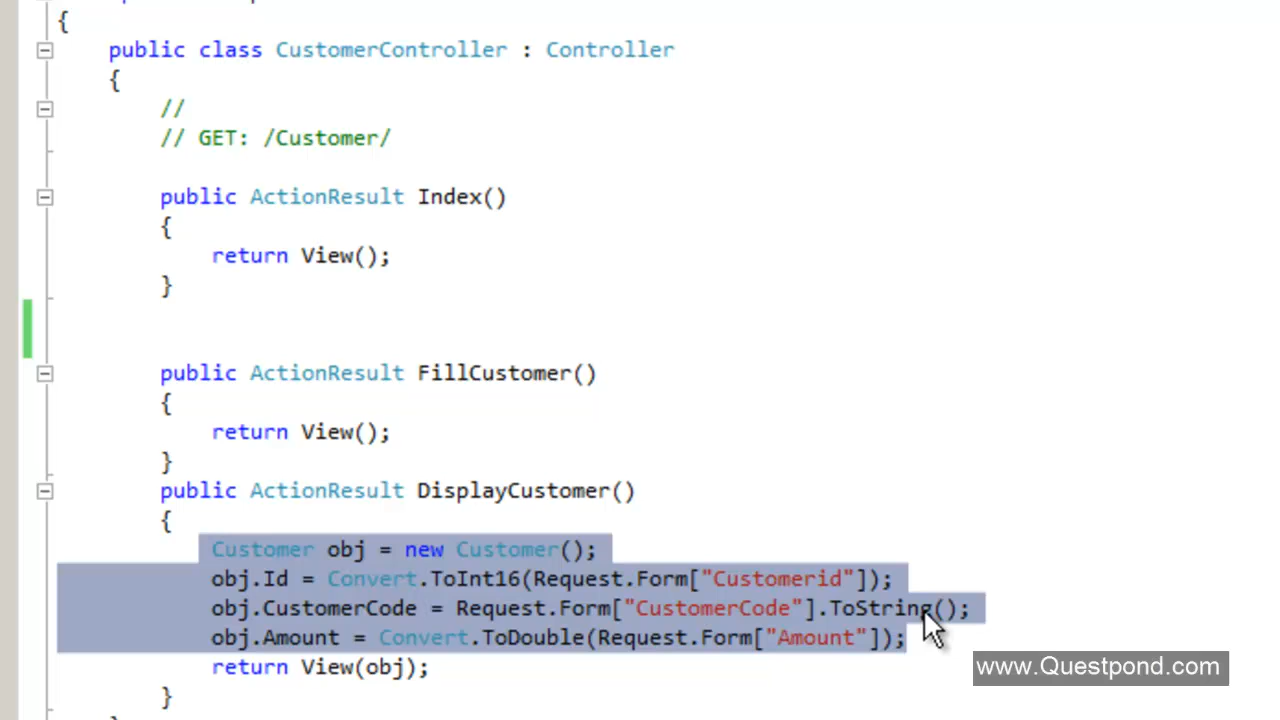 {
public class CustomerController : Controller
{
//
// GET: /Customer/
public ActionResult Index()
{
return View();
}
public ActionResult FillCustomer()
{
return View();
}
public ActionResult DisplayCustomer()
{
Customer obj = new Customer();
obj.Id = Convert.ToInt16(Request.Form["Customerid"]);
obj.CustomerCode = Request.Form["CustomerCode"].ToString();
obj.Amount = Convert.ToDouble(Request.Form["Amount"]);
return View(obj);
}
www.Questpond.com